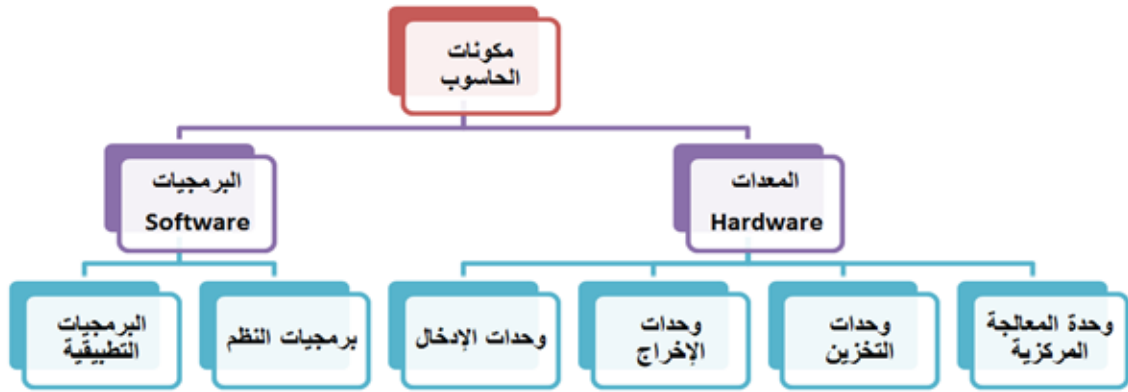 مكونات
الحاسوب
المعدات
Hardware
البرمجيات
Software
وحدة المعالجة
المركزية
وحدات
التخزين
وحدات
الإخراج
وحدات الإدخال
برمجيات النظم
البرمجيات
التطبيقية